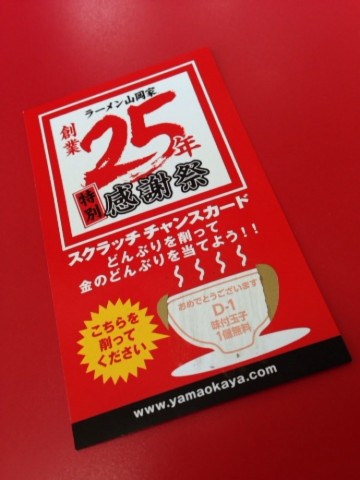 ラーメン山岡家
創業
25年
特別
感謝祭
スクラッチチャンスカード
どんぶりを削って
金のどんぶりを当てよう!!
おめでとうございます
D-1
味付玉子
1個無料
こちらを
削って
ください
www.yamaokaya.com